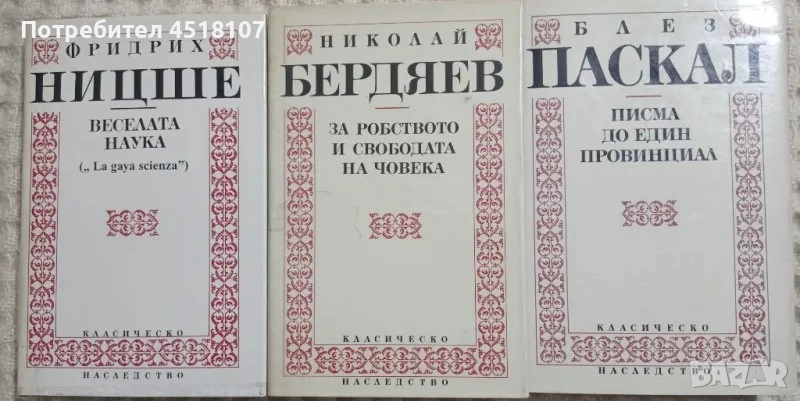 Потребител 4518107
ФРИДРИХ
НИЦШЕ
ВЕСЕЛАТА
НАУКА
(„ La gaya scienza”)
КЛАСИЧЕСКО
НАСЛЕДСТВО
НИКОЛАЙ
БЕРДЯЕВ
ЗА РОБСТВОТО
И СВОБОДАТА
НА ЧОВЕКА
КЛАСИЧЕСКО
НАСЛЕДСТВО
БЛЕЗ
ПАСКАЛ
ПИСМА
ДО ЕДИН
ПРОВИНЦИАЛ
КЛАСИЧЕСКО
НАСЛЕДСТВО
BAZAR